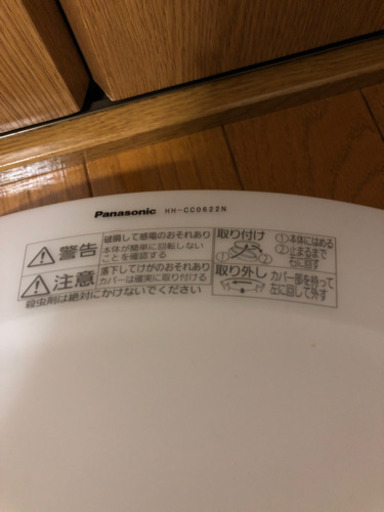 Panasonic HH-CC0622N
警告
破損して感電のおそれあり
本体が簡単に回転しない
ことを確認する
注意
落下してけがのおそれあり
カバーは確実に取り付ける
殺虫剤は絶対にかけないでください
取り付け
①②
①本体にはめる
②止まるまで
右に回す
取り外し
カバー部を持って
左に回して外す